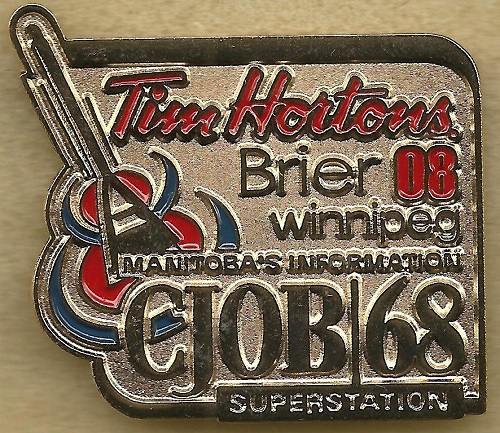 Tim Hortons.
Brier 08
winnipeg
MANITOBA'S INFORMATION
CJOB 68
SUPERSTATION